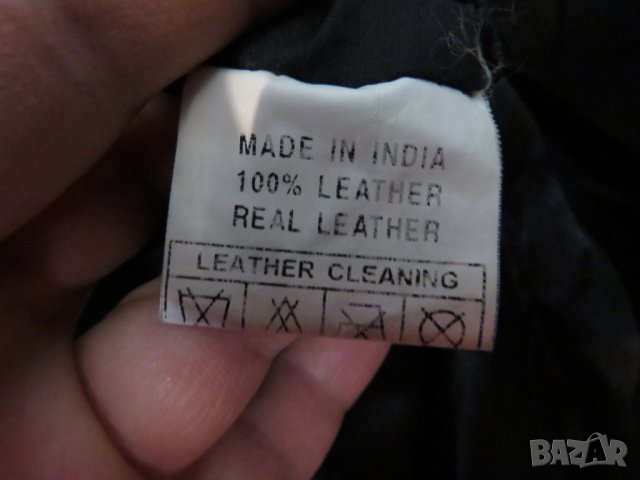 MADE IN INDIA
100% LEATHER
REAL LEATHER
LEATHER CLEANING
BAZAR